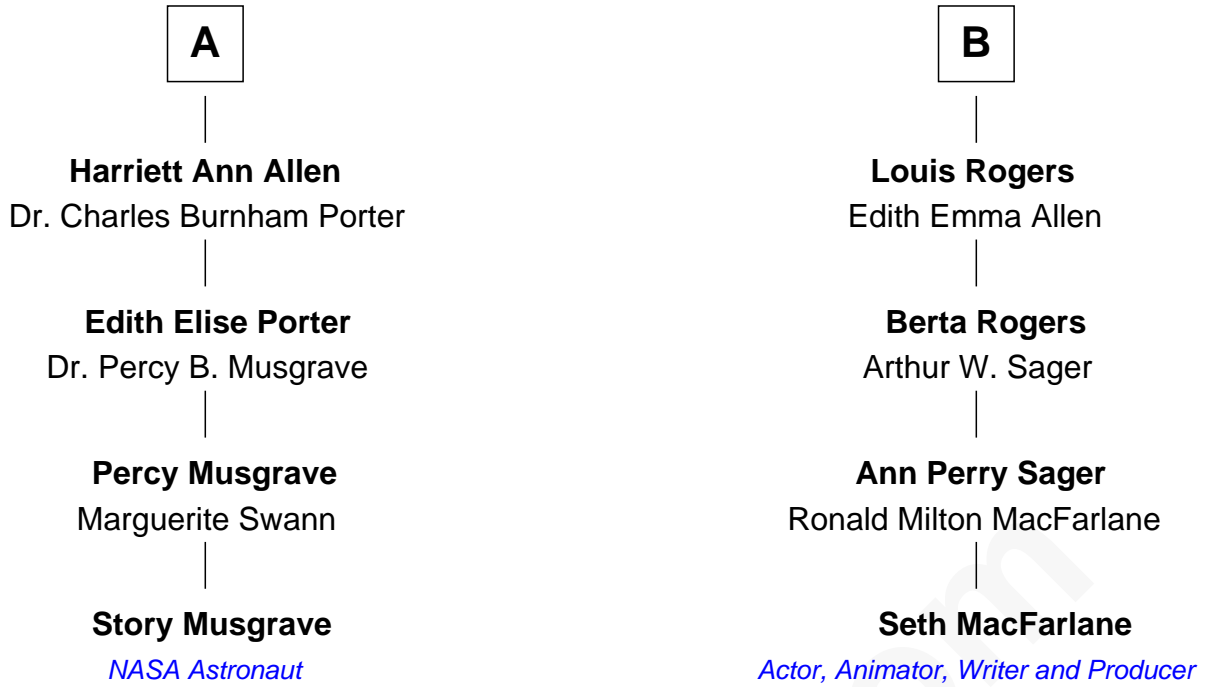 A
B
Harriett Ann Allen
Dr. Charles Burnham Porter
Louis Rogers
Edith Emma Allen
Edith Elise Porter
Dr. Percy B. Musgrave
Berta Rogers
Arthur W. Sager
Percy Musgrave
Marguerite Swann
Ann Perry Sager
Ronald Milton MacFarlane
Story Musgrave
NASA Astronaut
Seth MacFarlane
Actor, Animator, Writer and Producer